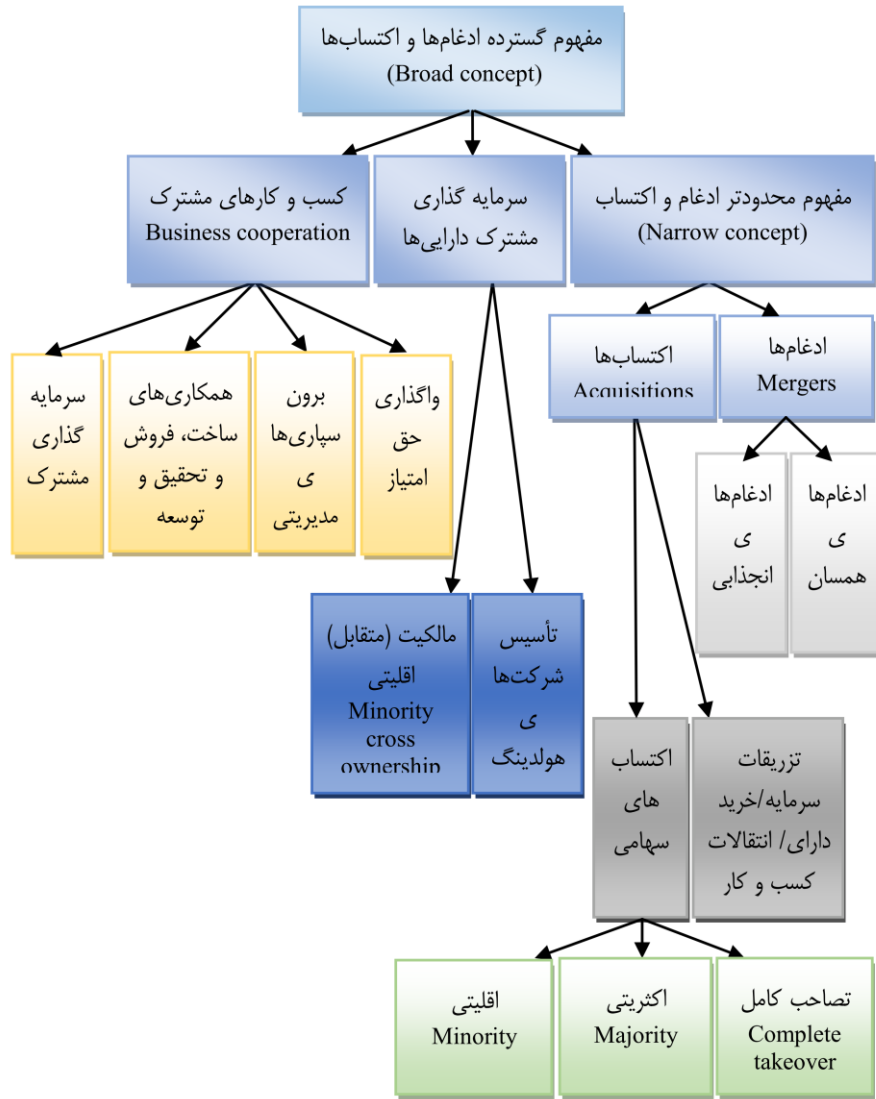 مفهوم گسترده ادغام‌ها و اکتساب‌ها
(Broad concept)
مفهوم محدودتر ادغام و اکتساب
(Narrow concept)
سرمایه گذاری
مشترک دارایی‌ها
کسب و کارهای مشترک
Business cooperation
ادغام‌ها
Mergers
اکتساب‌ها
Acquisitions
واگذاری
حق
امتیاز
برون
سپاری‌ها
ی
مدیریتی
همکاری‌های
ساخت، فروش
و تحقیق و
توسعه
سرمایه
گذاری
مشترک
ادغام‌ها
ی
همسان
ادغام‌ها
ی
انجذابی
تأسیس
شرکت‌ها
ی
هولدینگ
مالکیت (متقابل)
اقلیتی
Minority
cross
ownership
تزریقات
سرمایه/خرید
دارای/ انتقالات
کسب و کار
اکتساب
های
سهامی
تصاحب کامل
Complete
takeover
اکثریتی
Majority
اقلیتی
Minority